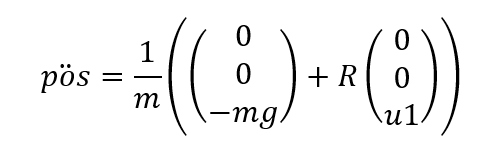 pös = 1/m ( ( 0 0 −mg ) + R ( 0 0 u1 ) )